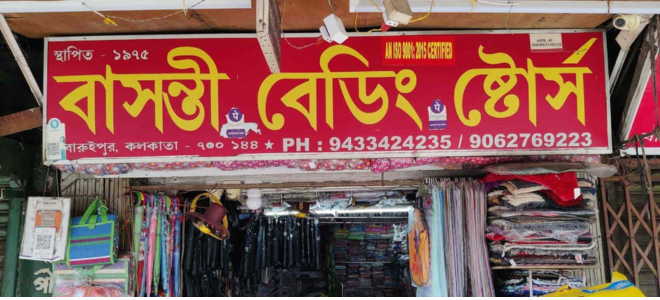 স্থাপিত - ১৯৭৫
AN ISO 9001: 2015 CERTIFIED
বাসন্তী বেডিং ষ্টোর্স
বারুইপুর, কলকাতা - ৭০০ ১৪৪ ★ PH : 9433424235 / 9062769223